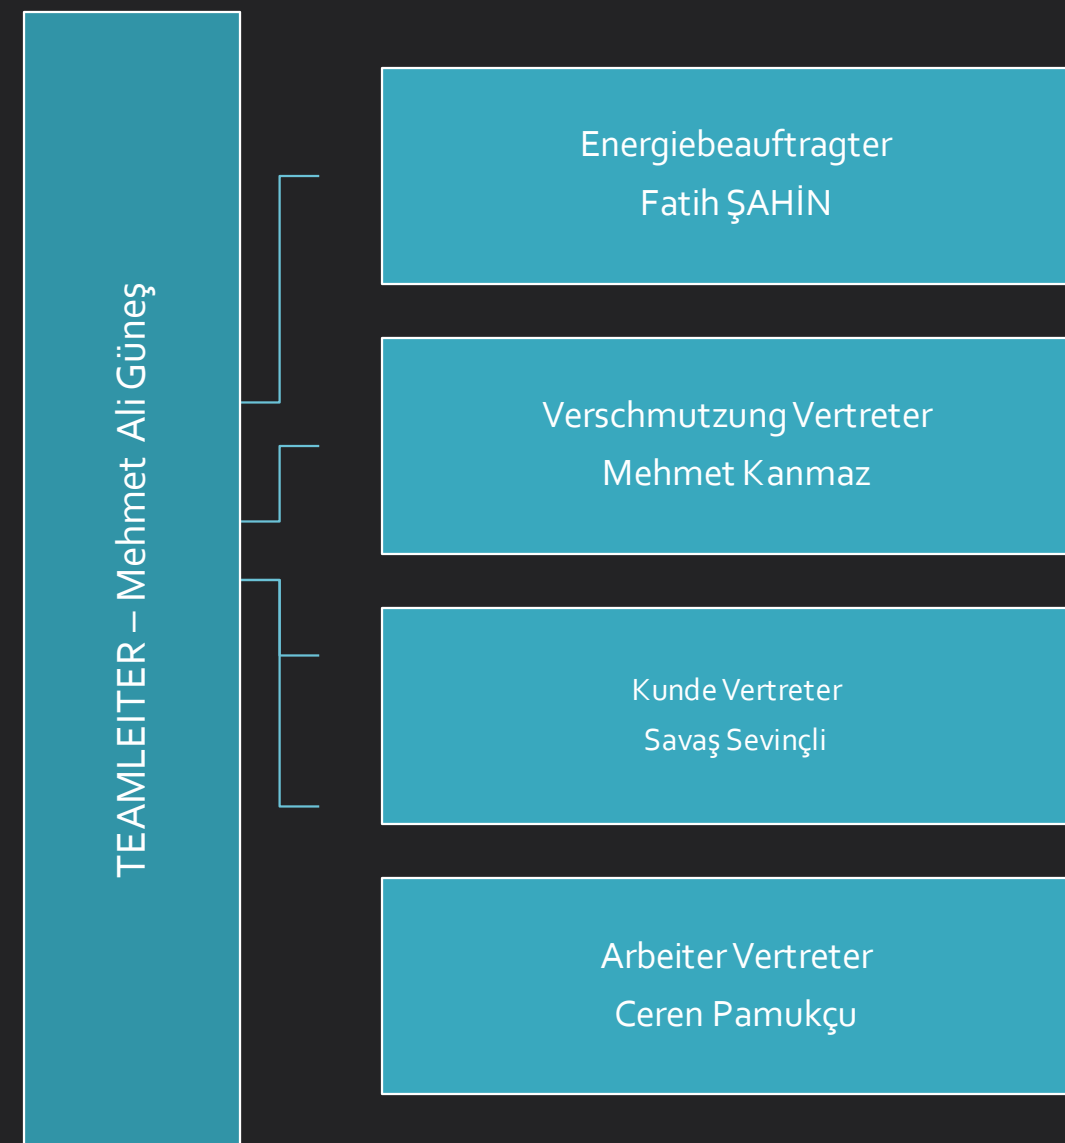 TEAMLEITER – Mehmet Ali Güneş
Energiebeauftragter
Fatih ŞAHİN
Verschmutzung Vertreter
Mehmet Kanmaz
Kunde Vertreter
Savaş Sevinçli
Arbeiter Vertreter
Ceren Pamukçu